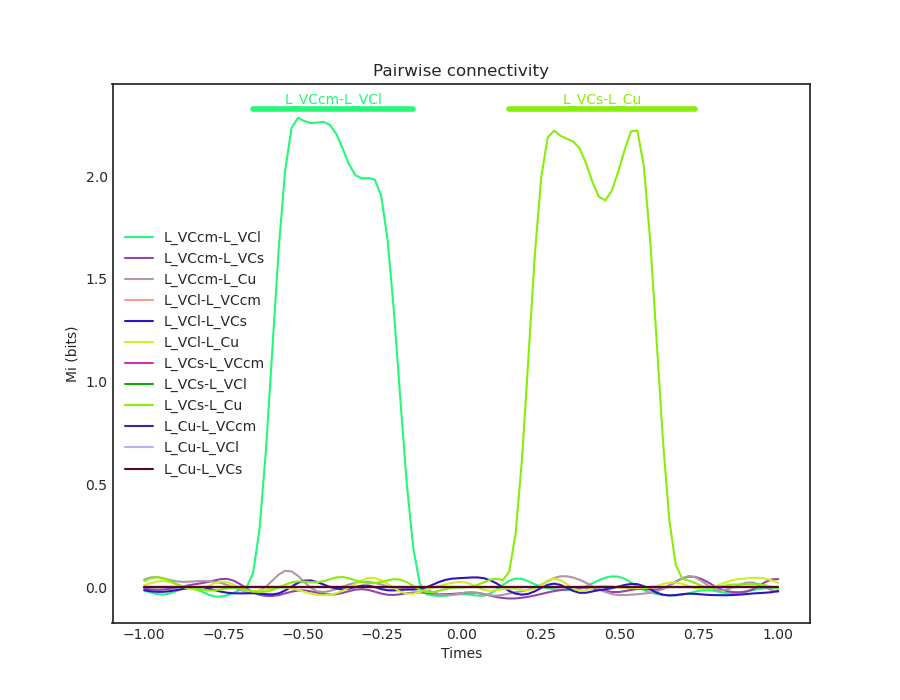 Pairwise connectivity
L_VCcm-L_VCl
L_VCs-L_Cu
2.0
1.5
1.0
0.5
0.0
Mi (bits)
L_VCcm-L_VCl
L_VCcm-L_VCs
L_VCcm-L_Cu
L_VCl-L_VCcm
L_VCl-L_VCs
L_VCl-L_Cu
L_VCs-L_VCcm
L_VCs-L_VCl
L_VCs-L_Cu
L_Cu-L_VCcm
L_Cu-L_VCl
L_Cu-L_VCs
−1.00 −0.75 −0.50 −0.25 0.00 0.25 0.50 0.75 1.00
Times